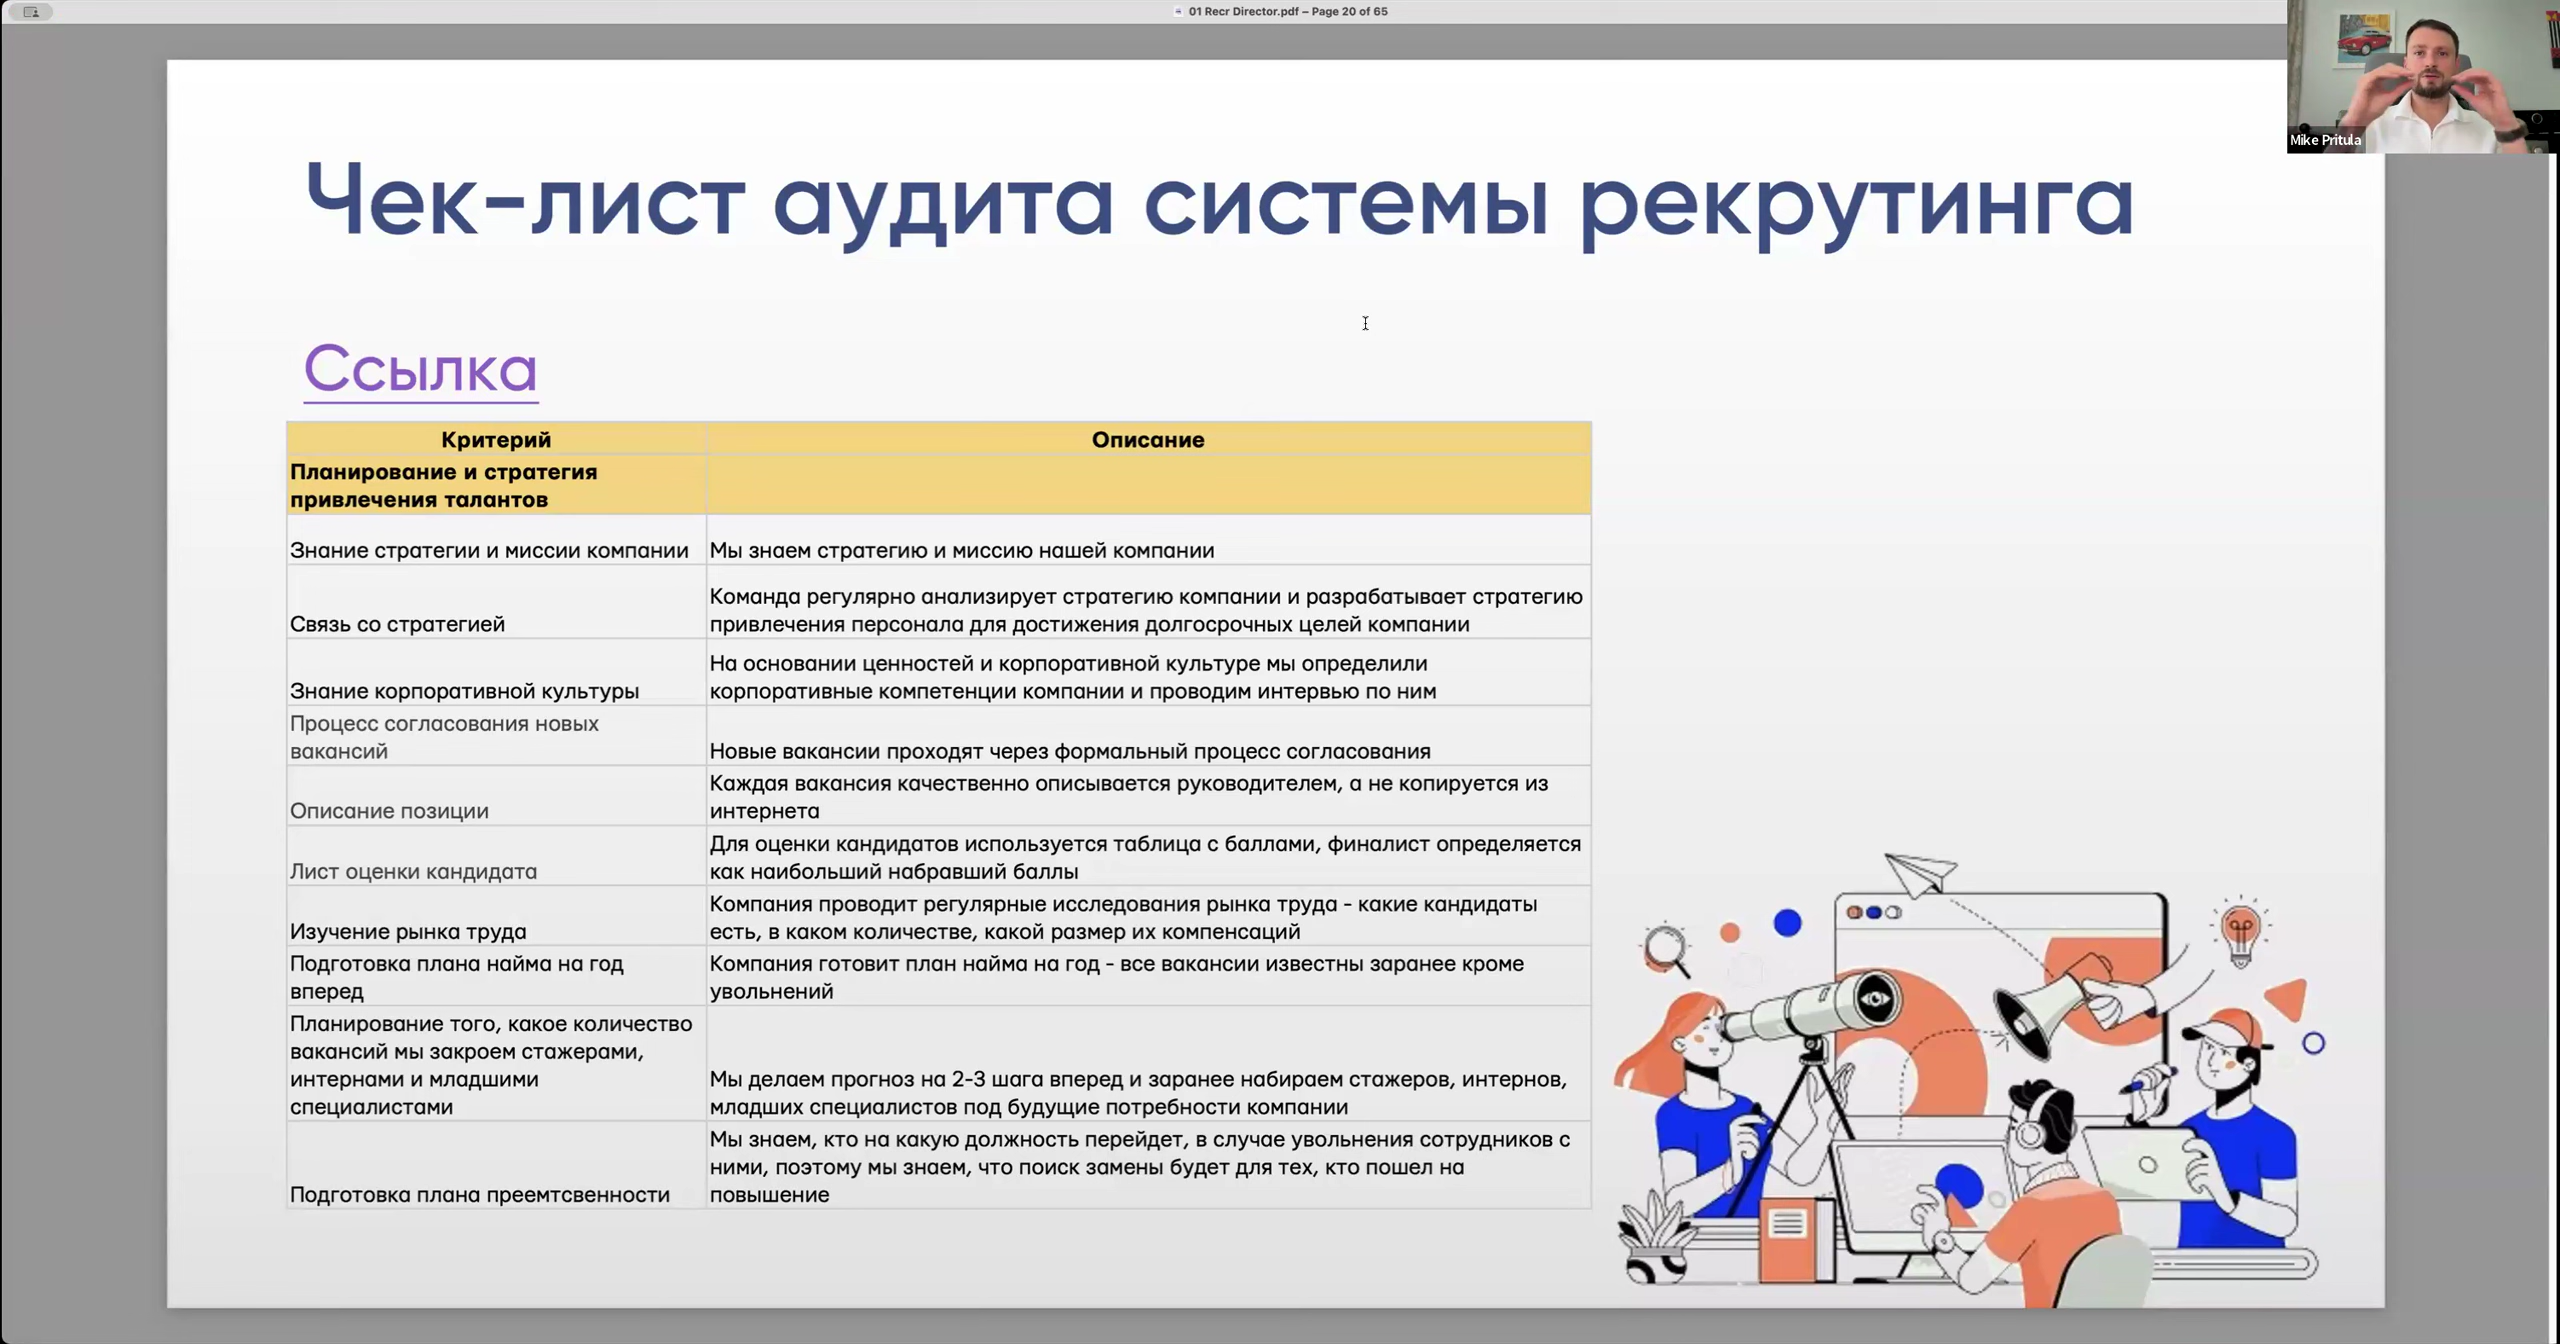 01 Recr Director.pdf – Page 20 of 65
Mike Pritula
Чек-лист аудита системы рекрутинга
Ссылка
Критерий
Описание
Планирование и стратегия
привлечения талантов
Знание стратегии и миссии компании
Мы знаем стратегию и миссию нашей компании
Связь со стратегией
Команда регулярно анализирует стратегию компании и разрабатывает стратегию
привлечения персонала для достижения долгосрочных целей компании
Знание корпоративной культуры
На основании ценностей и корпоративной культуре мы определили
корпоративные компетенции компании и проводим интервью по ним
Процесс согласования новых
вакансий
Новые вакансии проходят через формальный процесс согласования
Описание позиции
Каждая вакансия качественно описывается руководителем, а не копируется из
интернета
Лист оценки кандидата
Для оценки кандидатов используется таблица с баллами, финалист определяется
как наибольший набравший баллы
Изучение рынка труда
Компания проводит регулярные исследования рынка труда - какие кандидаты
есть, в каком количестве, какой размер их компенсаций
Подготовка плана найма на год
вперед
Компания готовит план найма на год - все вакансии известны заранее кроме
увольнений
Планирование того, какое количество
вакансий мы закроем стажерами,
интернами и младшими
специалистами
Мы делаем прогноз на 2-3 шага вперед и заранее набираем стажеров, интернов,
младших специалистов под будущие потребности компании
Подготовка плана преемтсвенности
Мы знаем, кто на какую должность перейдет, в случае увольнения сотрудников с
ними, поэтому мы знаем, что поиск замены будет для тех, кто пошел на
повышение